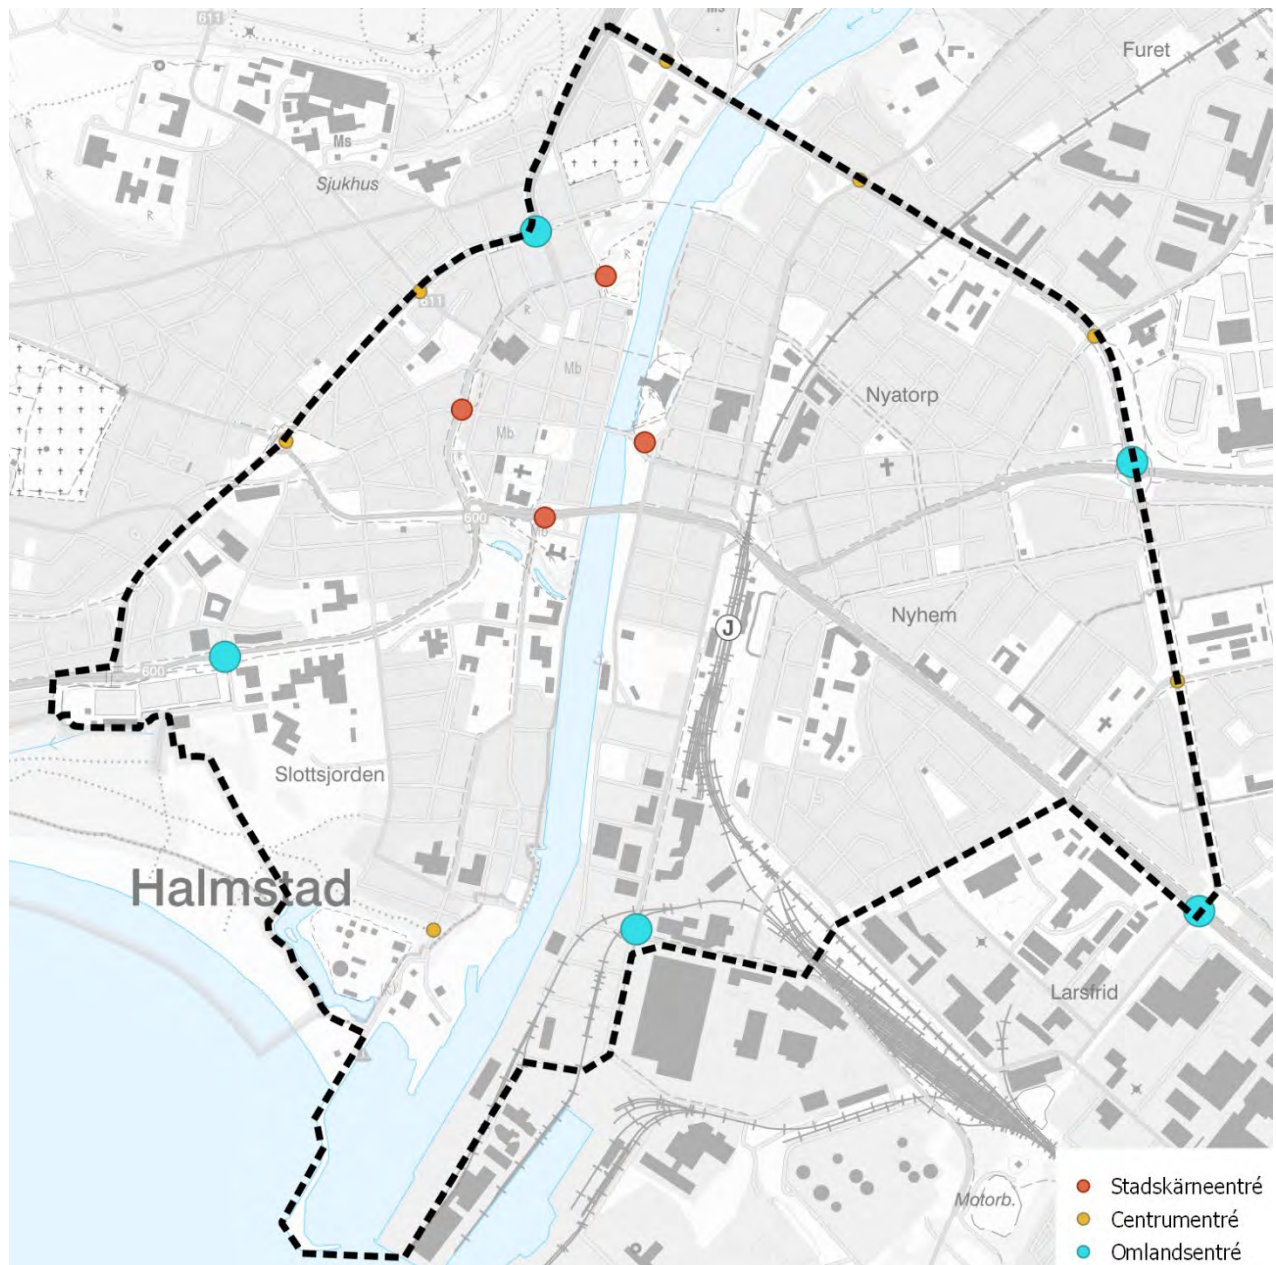 611
Ms
Furet
Ms
Sjukhus
R
R
R
R
611
R
Mb
R
Nyatorp
Mb
600
Mb
Nyhem
J
600
Slottsjorden
Halmstad
(R)
Larsfrid
Motorb.
Stadskärneentré
Centrumentré
Omlandsentré